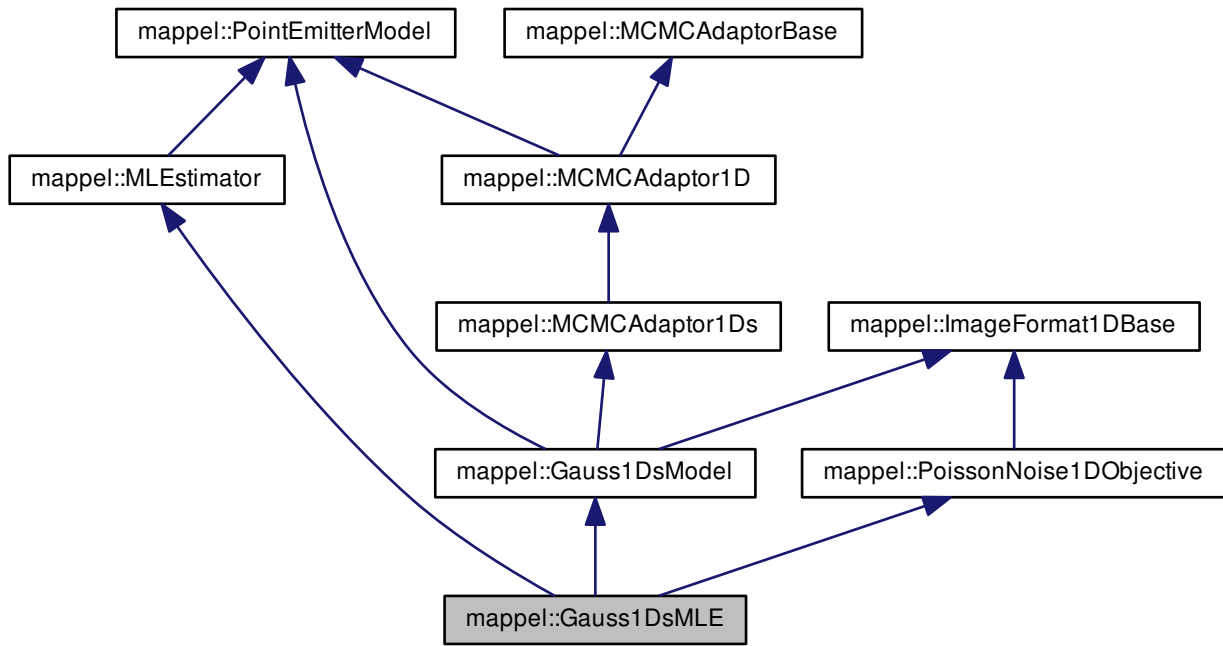 mappel::PointEmitterModel
mappel::MCMCAdaptorBase
mappel::MLEstimator
mappel::MCMCAdaptor1D
mappel::MCMCAdaptor1Ds
mappel::ImageFormat1DBase
mappel::Gauss1DsModel
mappel::PoissonNoise1DObjective
mappel::Gauss1DsMLE